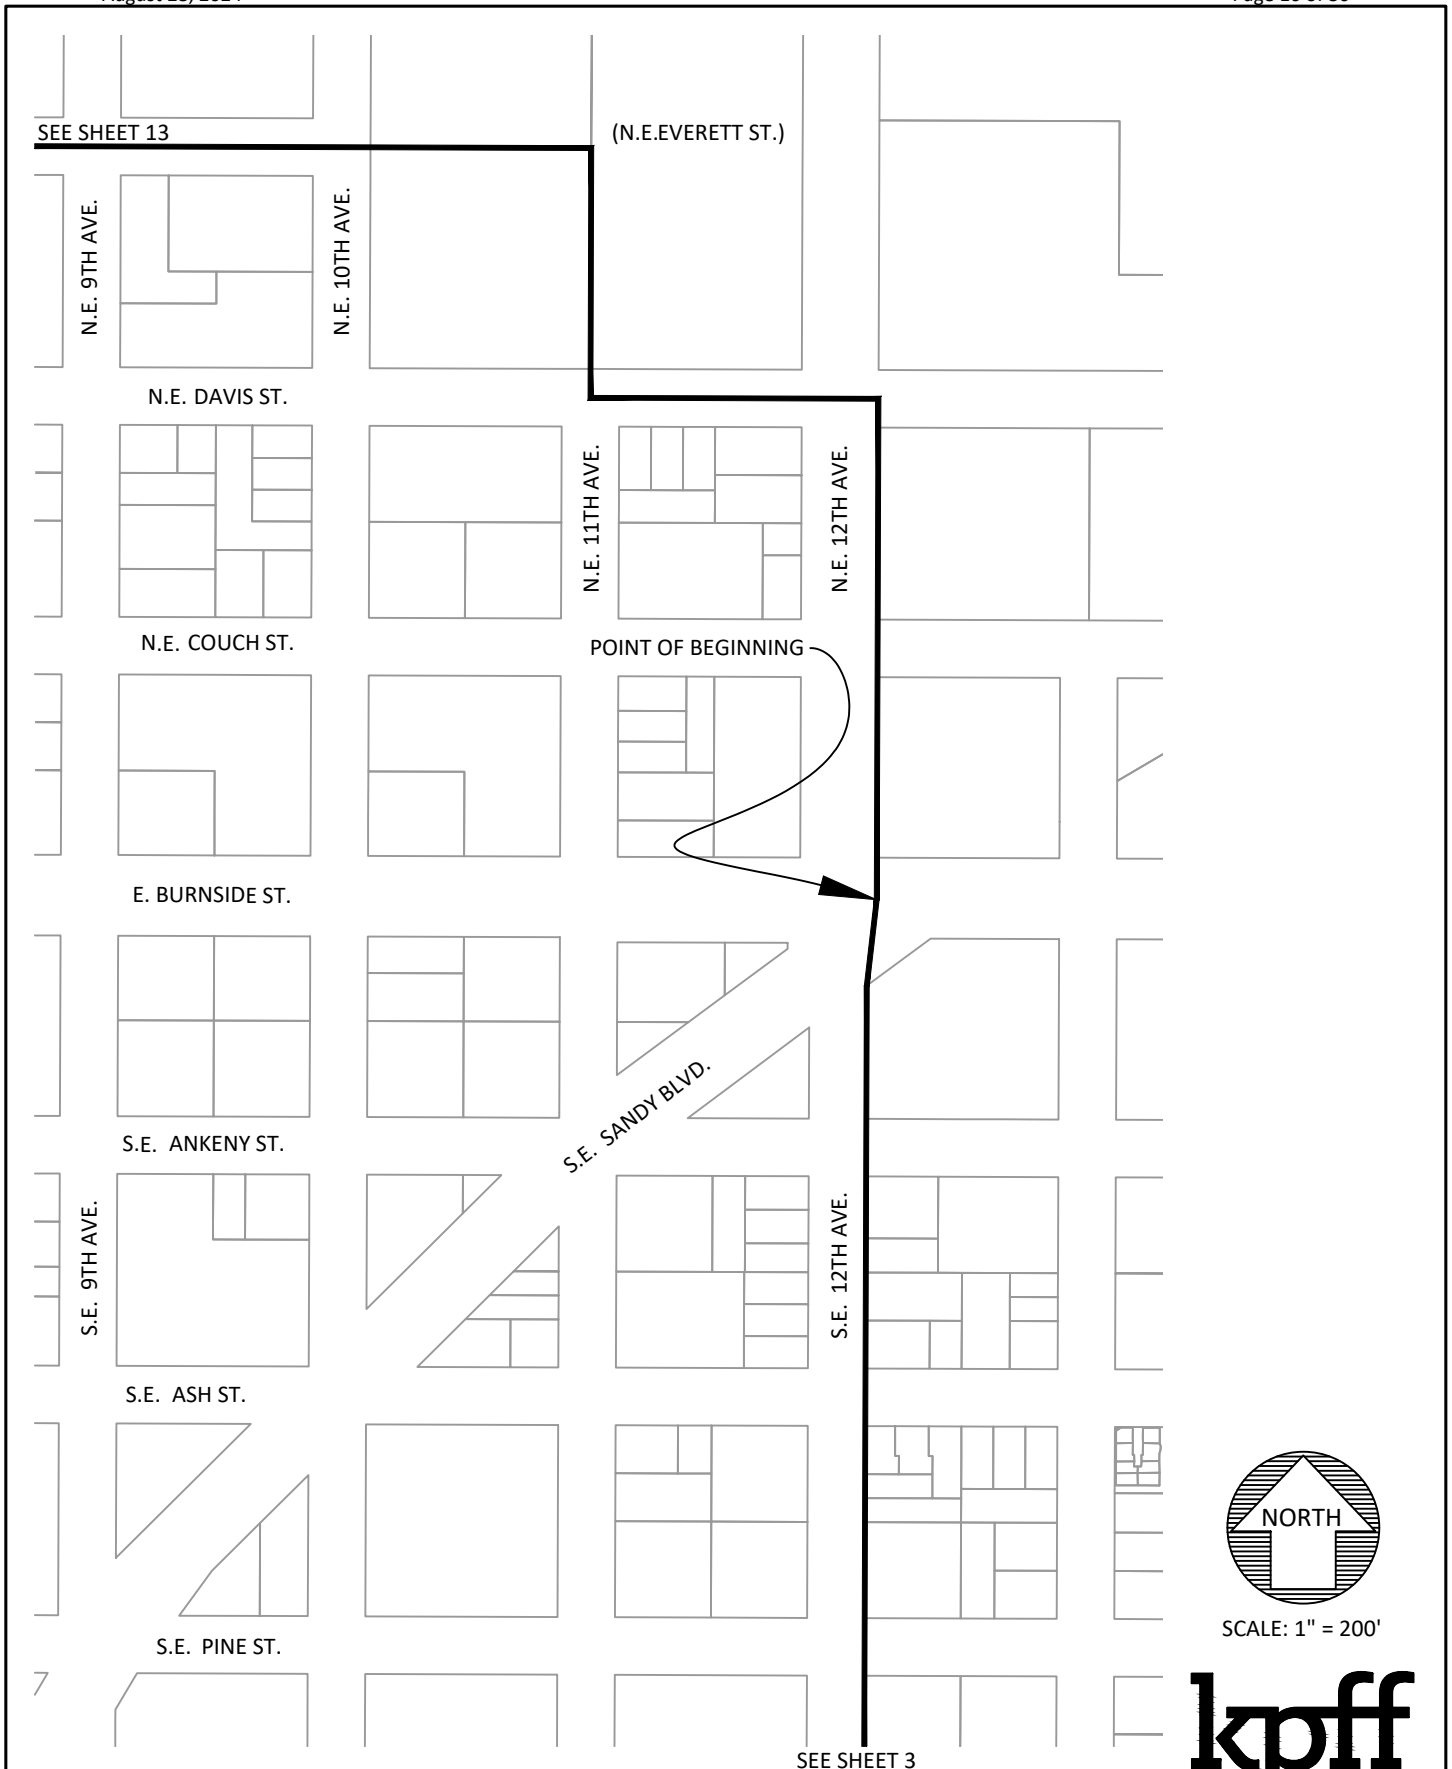 SEE SHEET 13
(N.E.EVERETT ST.)
N.E. 9TH AVE.
N.E. 10TH AVE.
N.E. DAVIS ST.
N.E. 11TH AVE.
N.E. 12TH AVE.
N.E. COUCH ST.
POINT OF BEGINNING
E. BURNSIDE ST.
S.E. SANDY BLVD.
S.E. ANKENY ST.
S.E. 9TH AVE.
S.E. 12TH AVE.
S.E. ASH ST.
NORTH
SCALE: 1" = 200'
S.E. PINE ST.
kpff
SEE SHEET 3